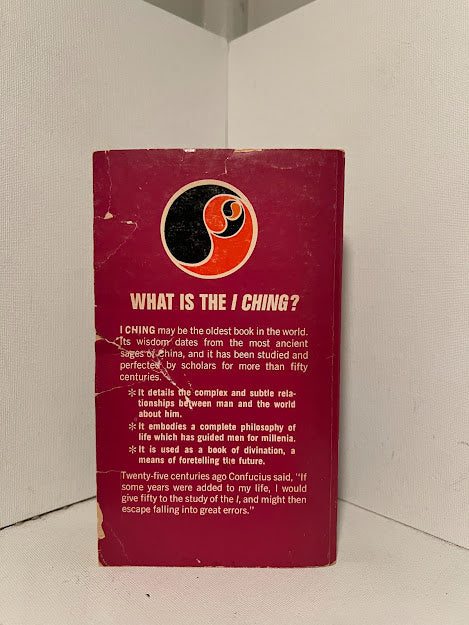 WHAT IS THE I CHING?
I CHING may be the oldest book in the world.
Its wisdom dates from the most ancient
sages of China, and it has been studied and
perfected by scholars for more than fifty
centuries.
* It details the complex and subtle rela-
tionships between man and the world
about him.
* It embodies a complete philosophy of
life which has guided men for millenia.
* It is used as a book of divination, a
means of foretelling the future.
Twenty-five centuries ago Confucius said, "If
some years were added to my life, I would
give fifty to the study of the I, and might then
escape falling into great errors."